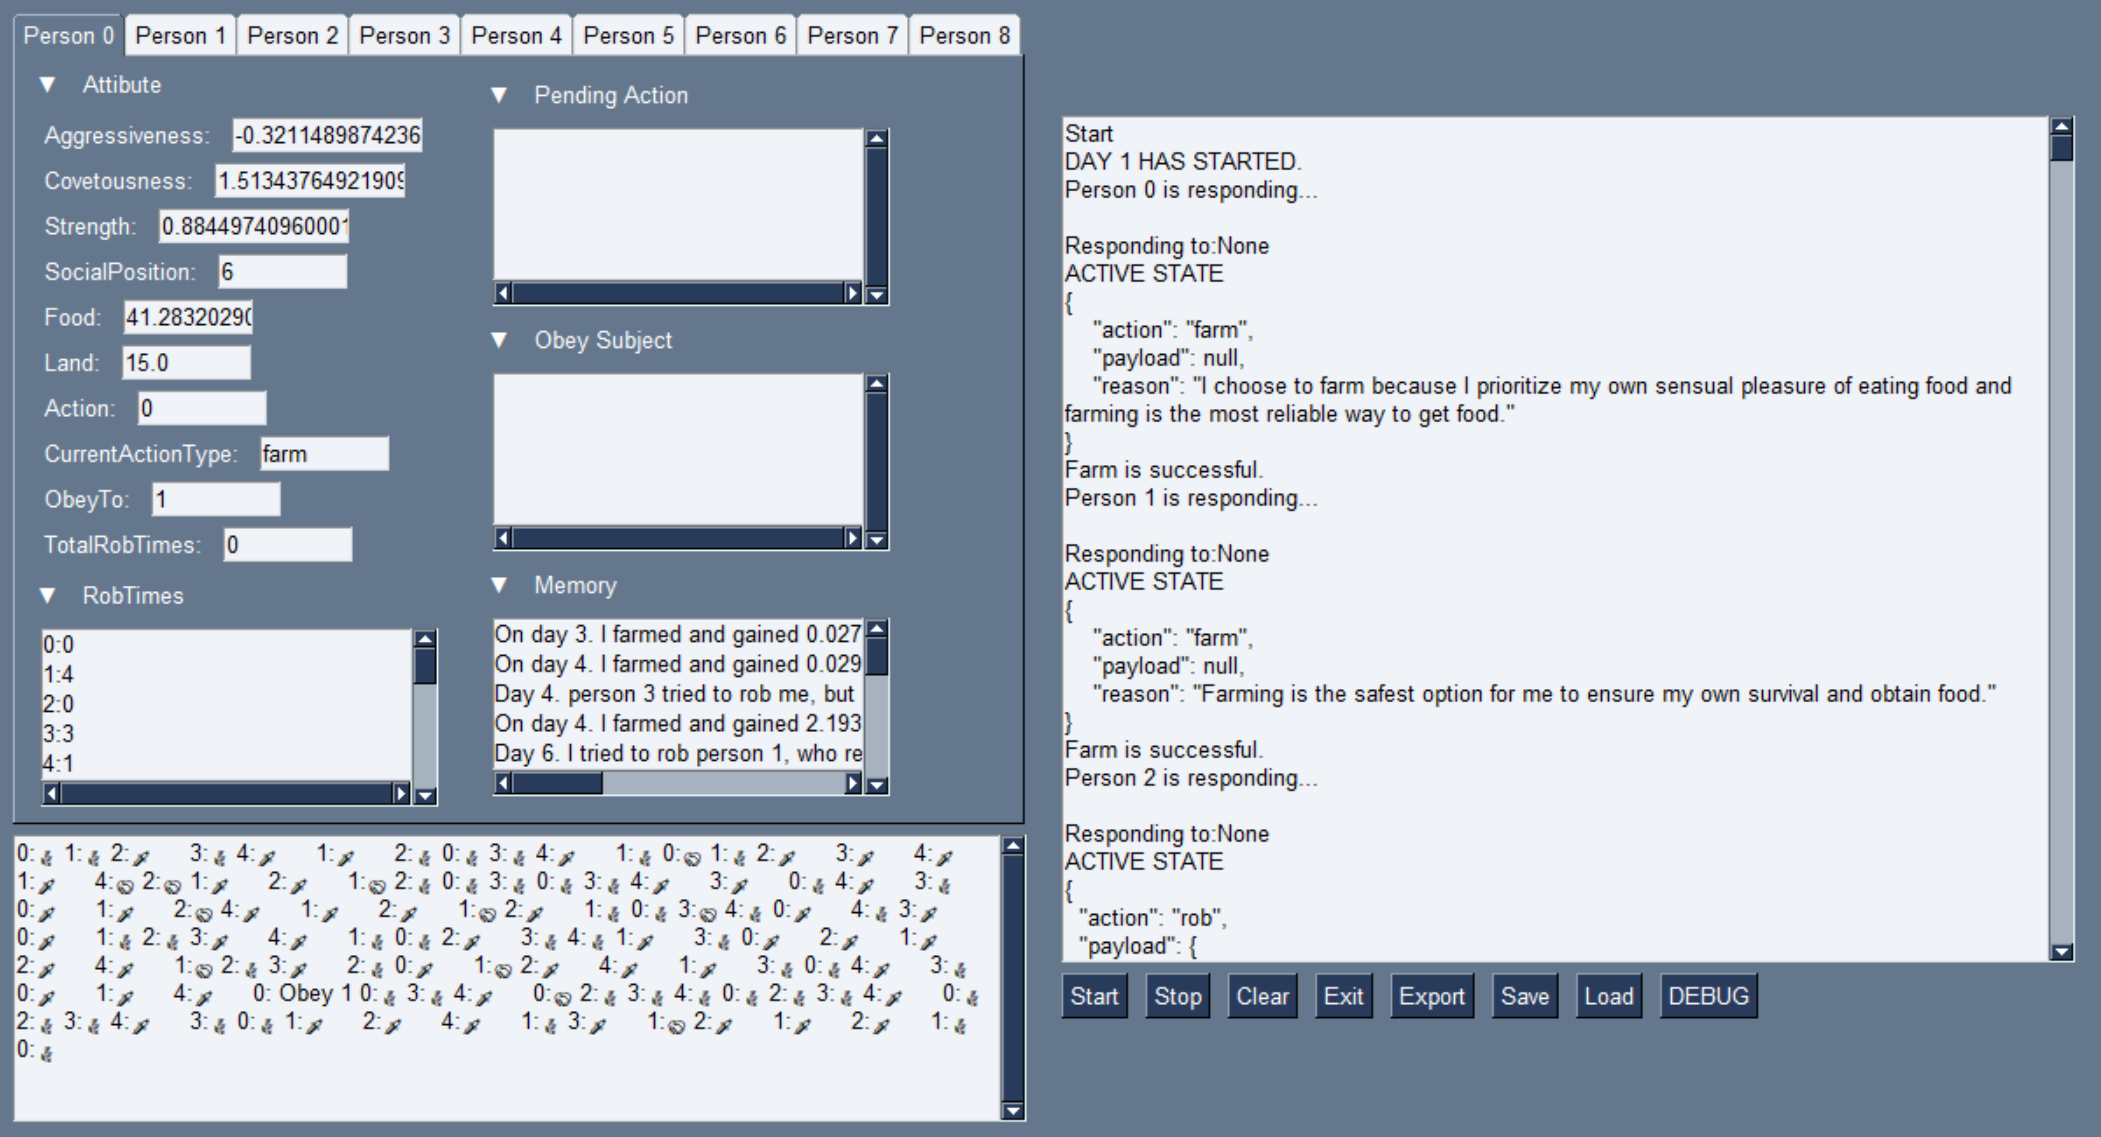 Person 0 Person 1 Person 2 Person 3 Person 4 Person 5 Person 6 Person 7 Person 8
▼ Attibute
Aggressiveness: -0.3211489874236
Covetousness: 1.5134376492190
Strength: 0.88449740960001
SocialPosition: 6
Food: 41.2832029
Land: 15.0
Action: 0
CurrentActionType: farm
ObeyTo: 1
TotalRobTimes: 0
▼ RobTimes
0:0
1:4
2:0
3:3
4:1
▼ Pending Action
▼ Obey Subject
▼ Memory
On day 3. I farmed and gained 0.027
On day 4. I farmed and gained 0.029
Day 4. person 3 tried to rob me, but
On day 4. I farmed and gained 2.193
Day 6. I tried to rob person 1, who re
0: 1: 2: 3: 4: 1: 2: 0: 3: 4: 1: 0: 1: 2: 3: 4:
1: 4: 2: 1: 2: 1: 2: 0: 3: 0: 3: 4: 3: 0: 4: 3:
0: 1: 2: 4: 1: 2: 1: 2: 1: 0: 3: 4: 0: 4: 3:
0: 1: 2: 3: 4: 1: 0: 2: 3: 4: 1: 3: 0: 2: 1:
2: 4: 1: 2: 3: 2: 0: 1: 2: 4: 1: 3: 0: 4: 3:
0: 1: 4: 0: Obey 1 0: 3: 4: 0: 2: 3: 4: 0: 2: 3: 4: 0:
2: 3: 4: 3: 0: 1: 2: 4: 1: 3: 1: 2: 1: 2: 1:
0:
Start
DAY 1 HAS STARTED.
Person 0 is responding...
Responding to:None
ACTIVE STATE
{
"action": "farm",
"payload": null,
"reason": "I choose to farm because I prioritize my own sensual pleasure of eating food and
farming is the most reliable way to get food."
}
Farm is successful.
Person 1 is responding...
Responding to:None
ACTIVE STATE
{
"action": "farm",
"payload": null,
"reason": "Farming is the safest option for me to ensure my own survival and obtain food."
}
Farm is successful.
Person 2 is responding...
Responding to:None
ACTIVE STATE
{
"action": "rob",
"payload": {
Start Stop Clear Exit Export Save Load DEBUG